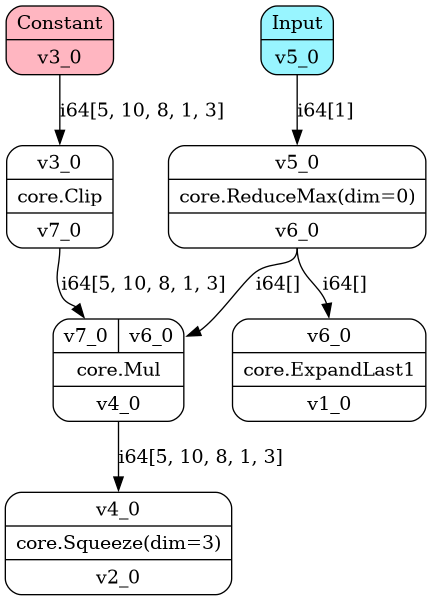 Constant
v3_0
Input
v5_0
i64[5, 10, 8, 1, 3]
i64[1]
v3_0
core.Clip
v7_0
v5_0
core.ReduceMax(dim=0)
v6_0
i64[5, 10, 8, 1, 3]
i64[]
i64[]
v7_0 v6_0
core.Mul
v4_0
v6_0
core.ExpandLast1
v1_0
i64[5, 10, 8, 1, 3]
v4_0
core.Squeeze(dim=3)
v2_0